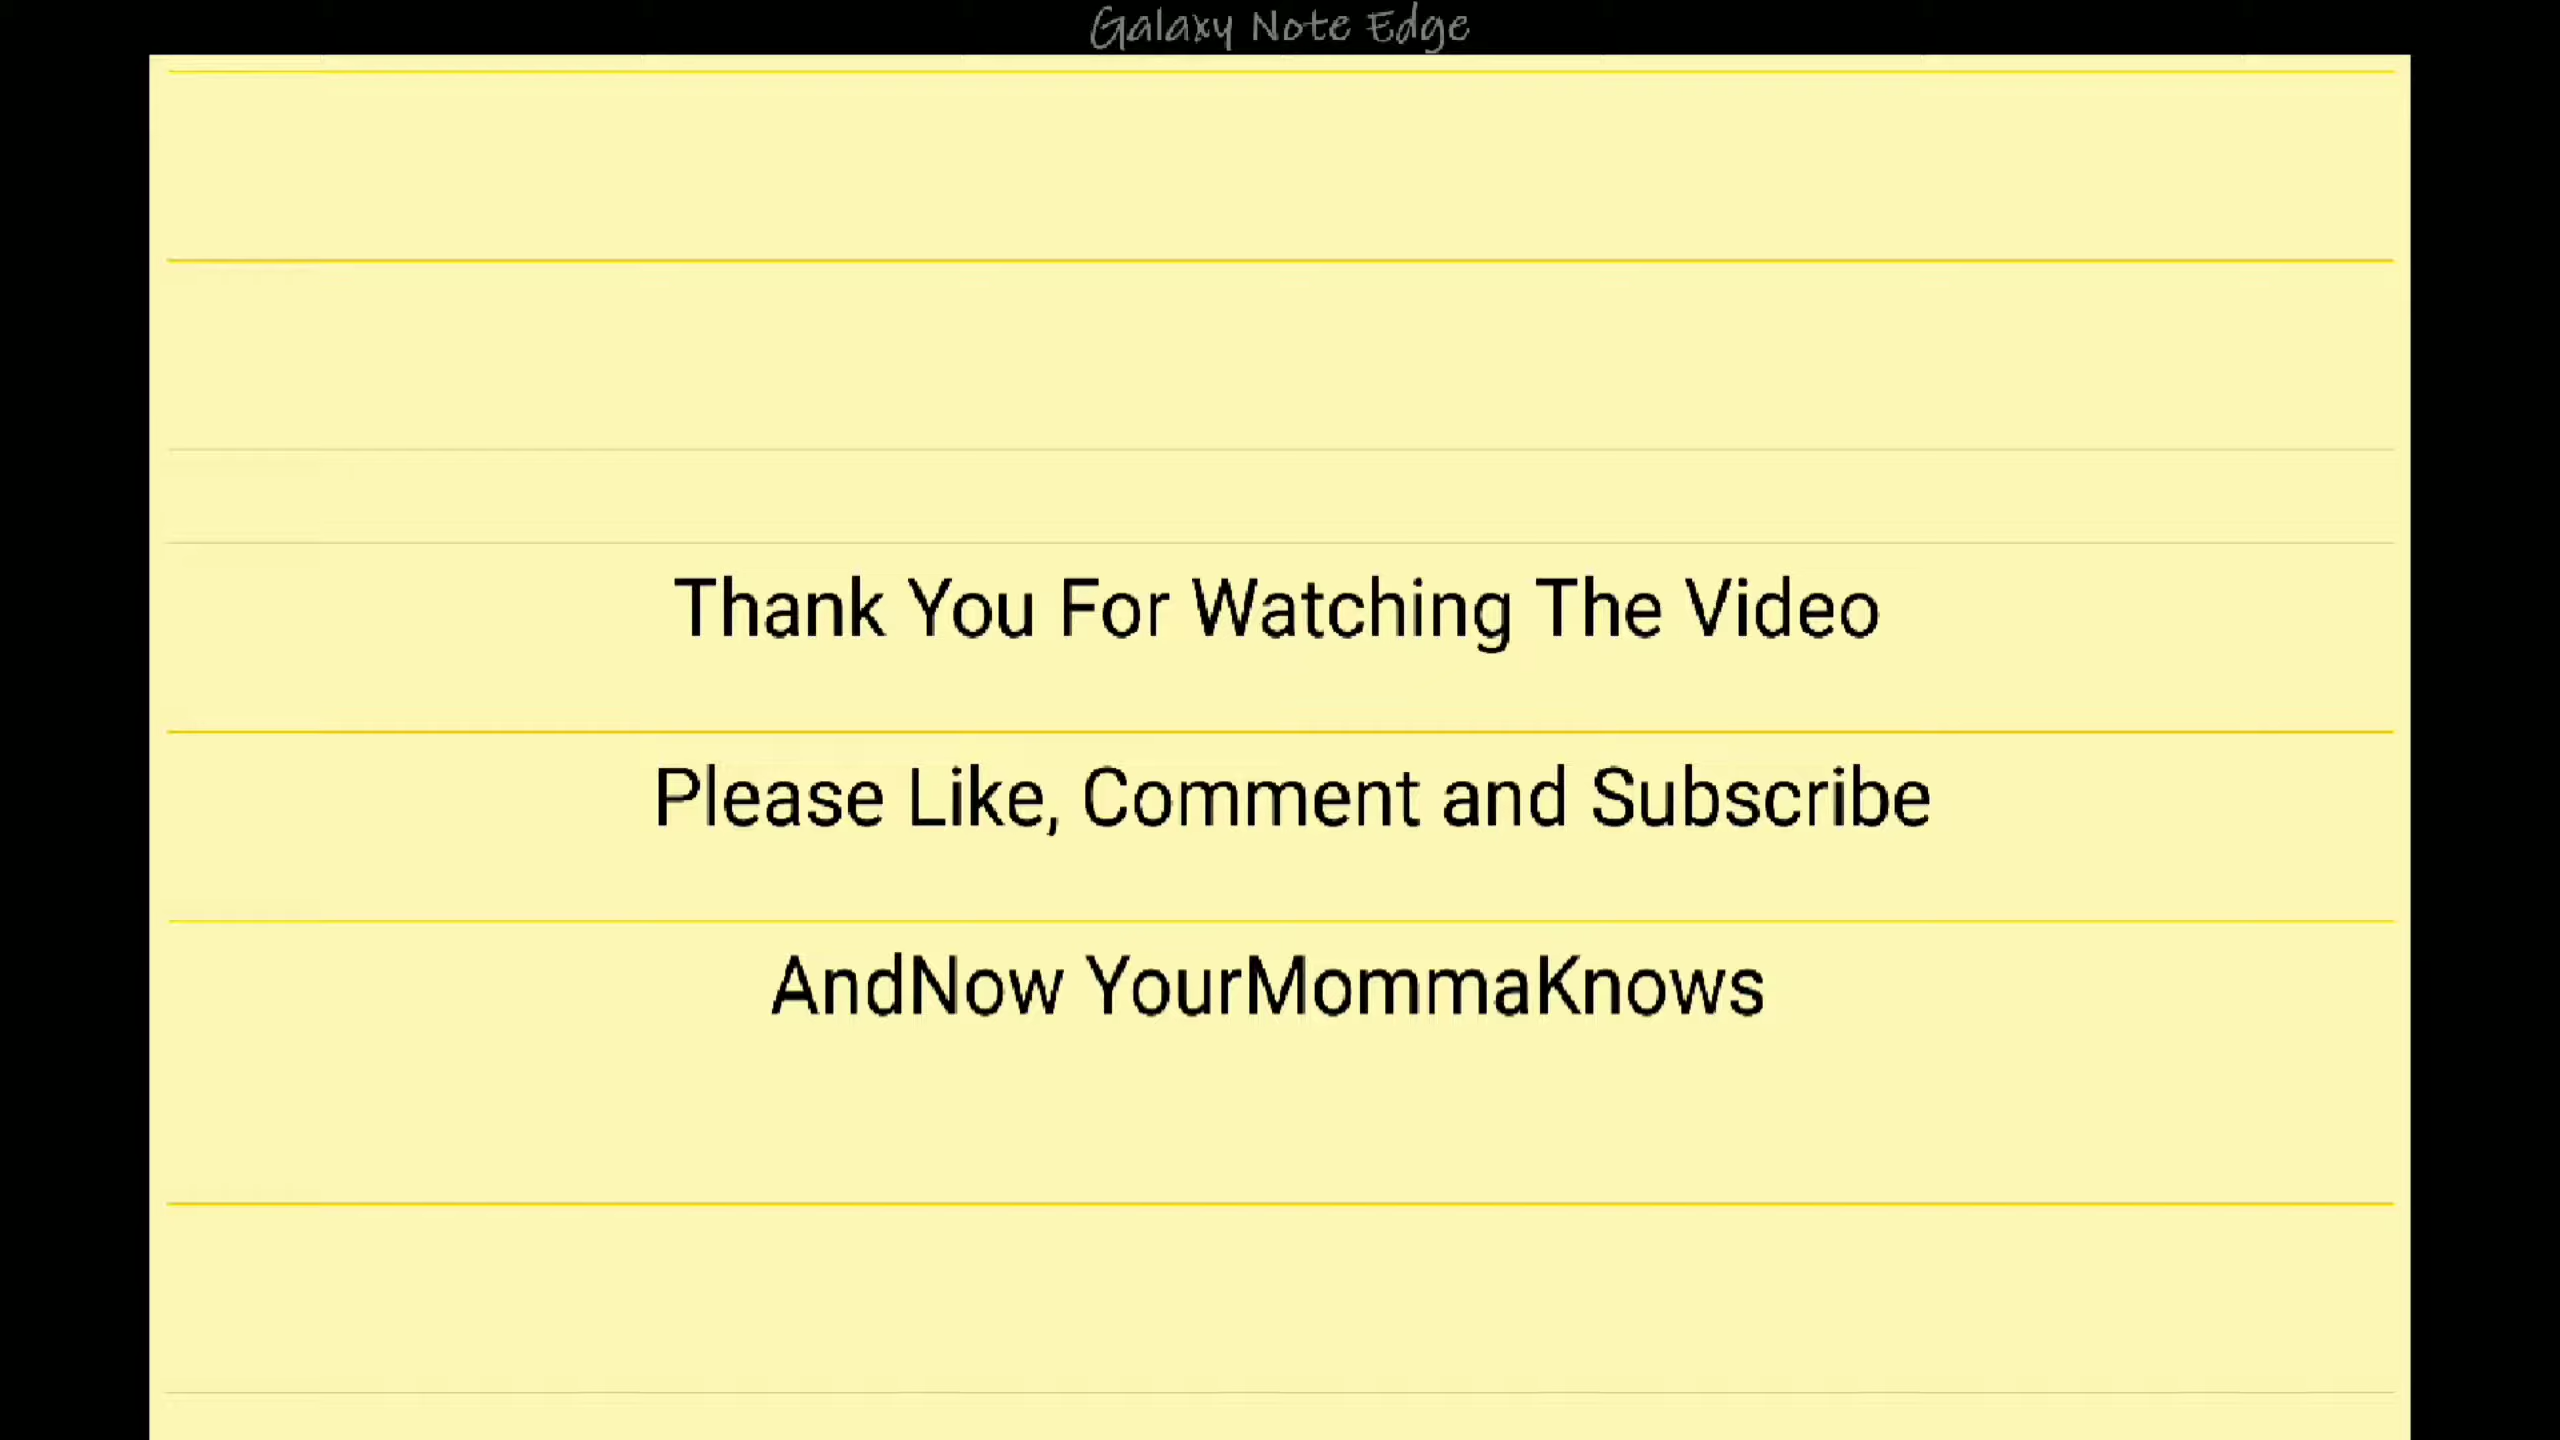 Galaxy Note Edge
Thank You For Watching The Video
Please Like, Comment and Subscribe
AndNow YourMommaKnows